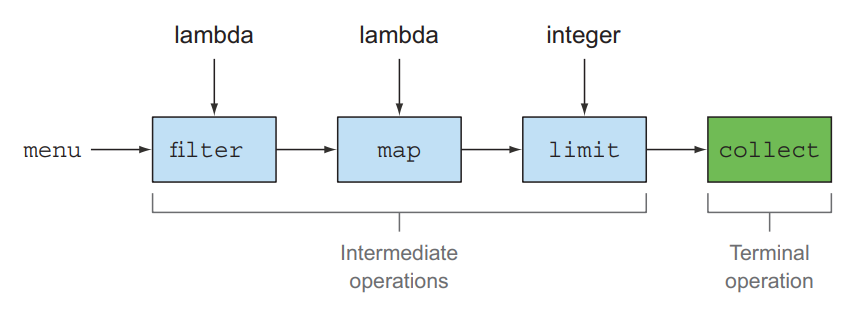 lambda
lambda
integer
menu
filter
map
limit
collect
Intermediate
operations
Terminal
operation